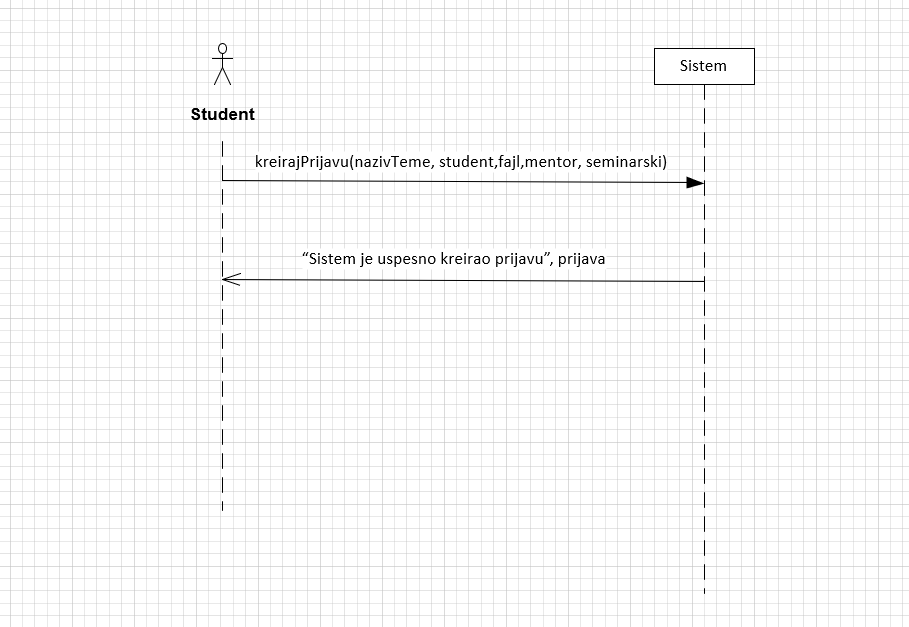 Student
Sistem
kreirajPrijavu(nazivTeme, student,fajl,mentor, seminarski)
“Sistem je uspesno kreirao prijavu”, prijava